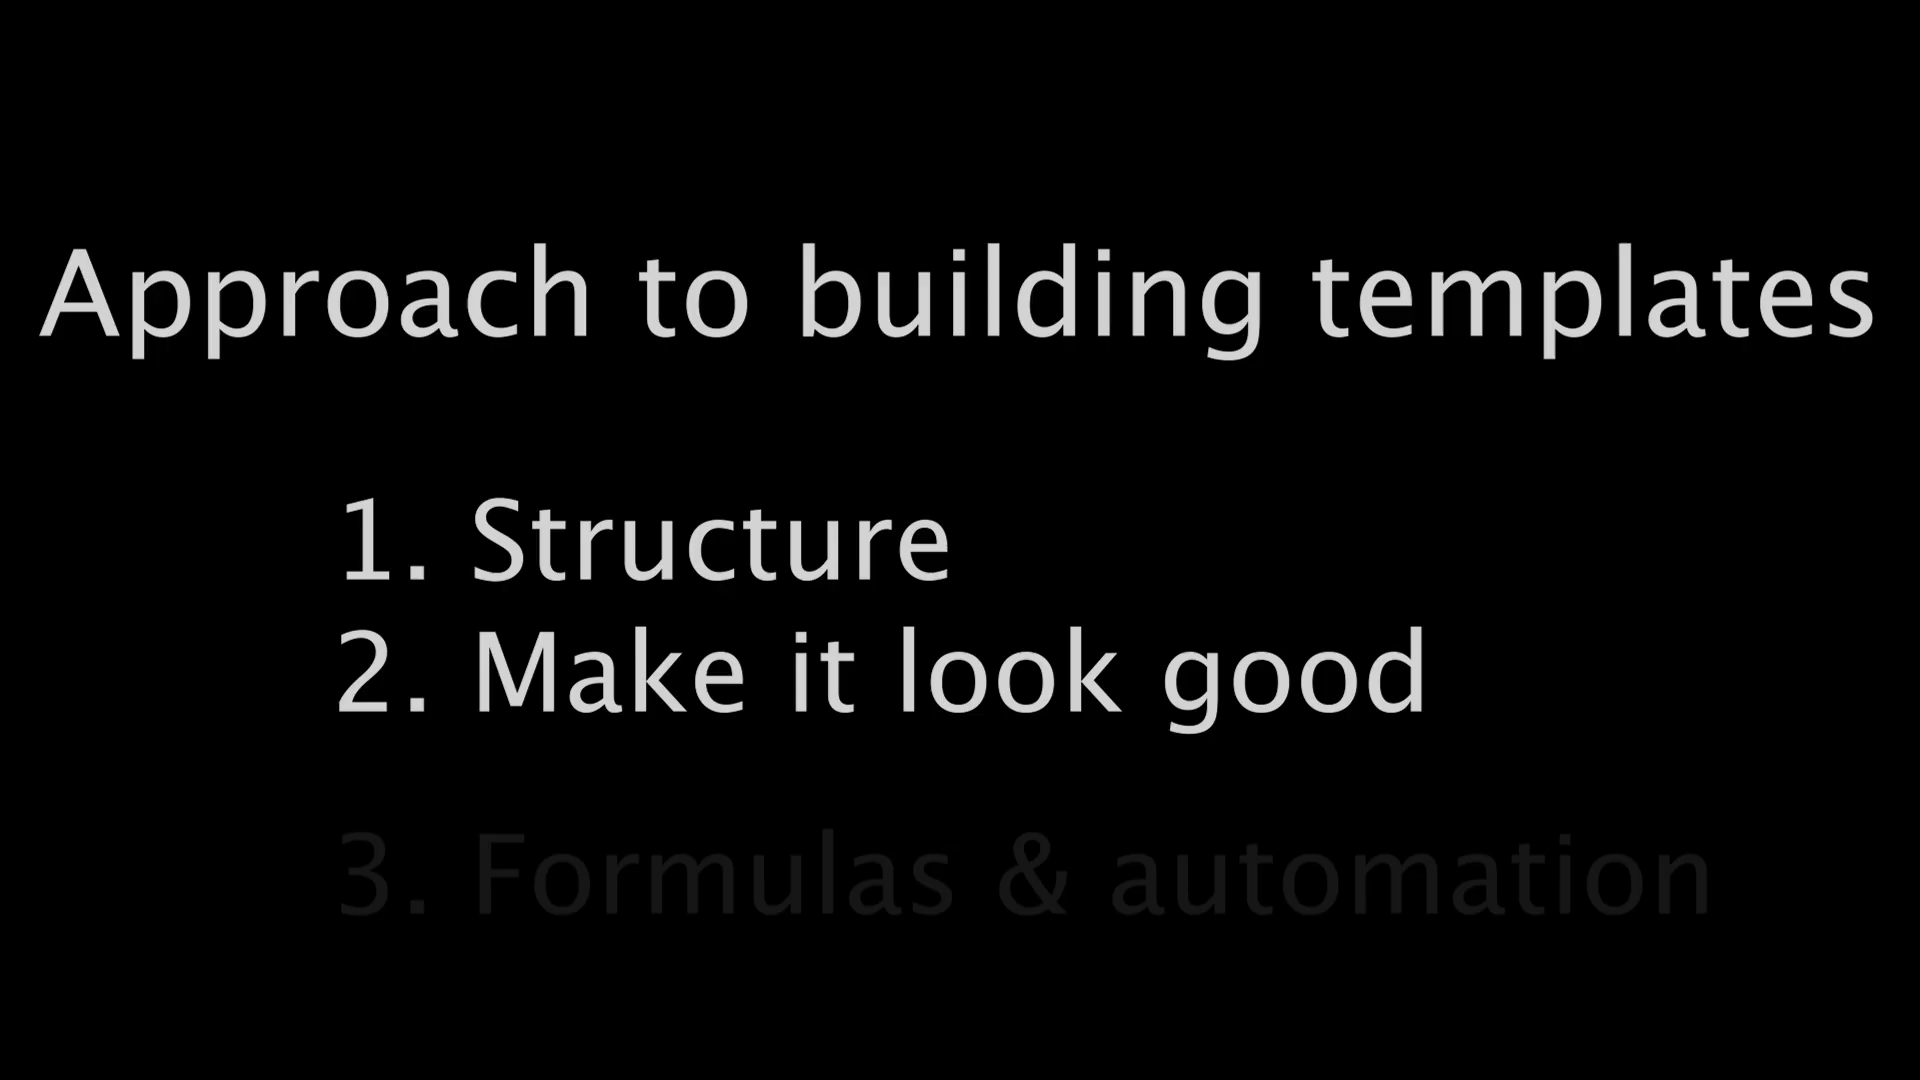 Approach to building templates
1. Structure
2. Make it look good
3. Formulas & automation